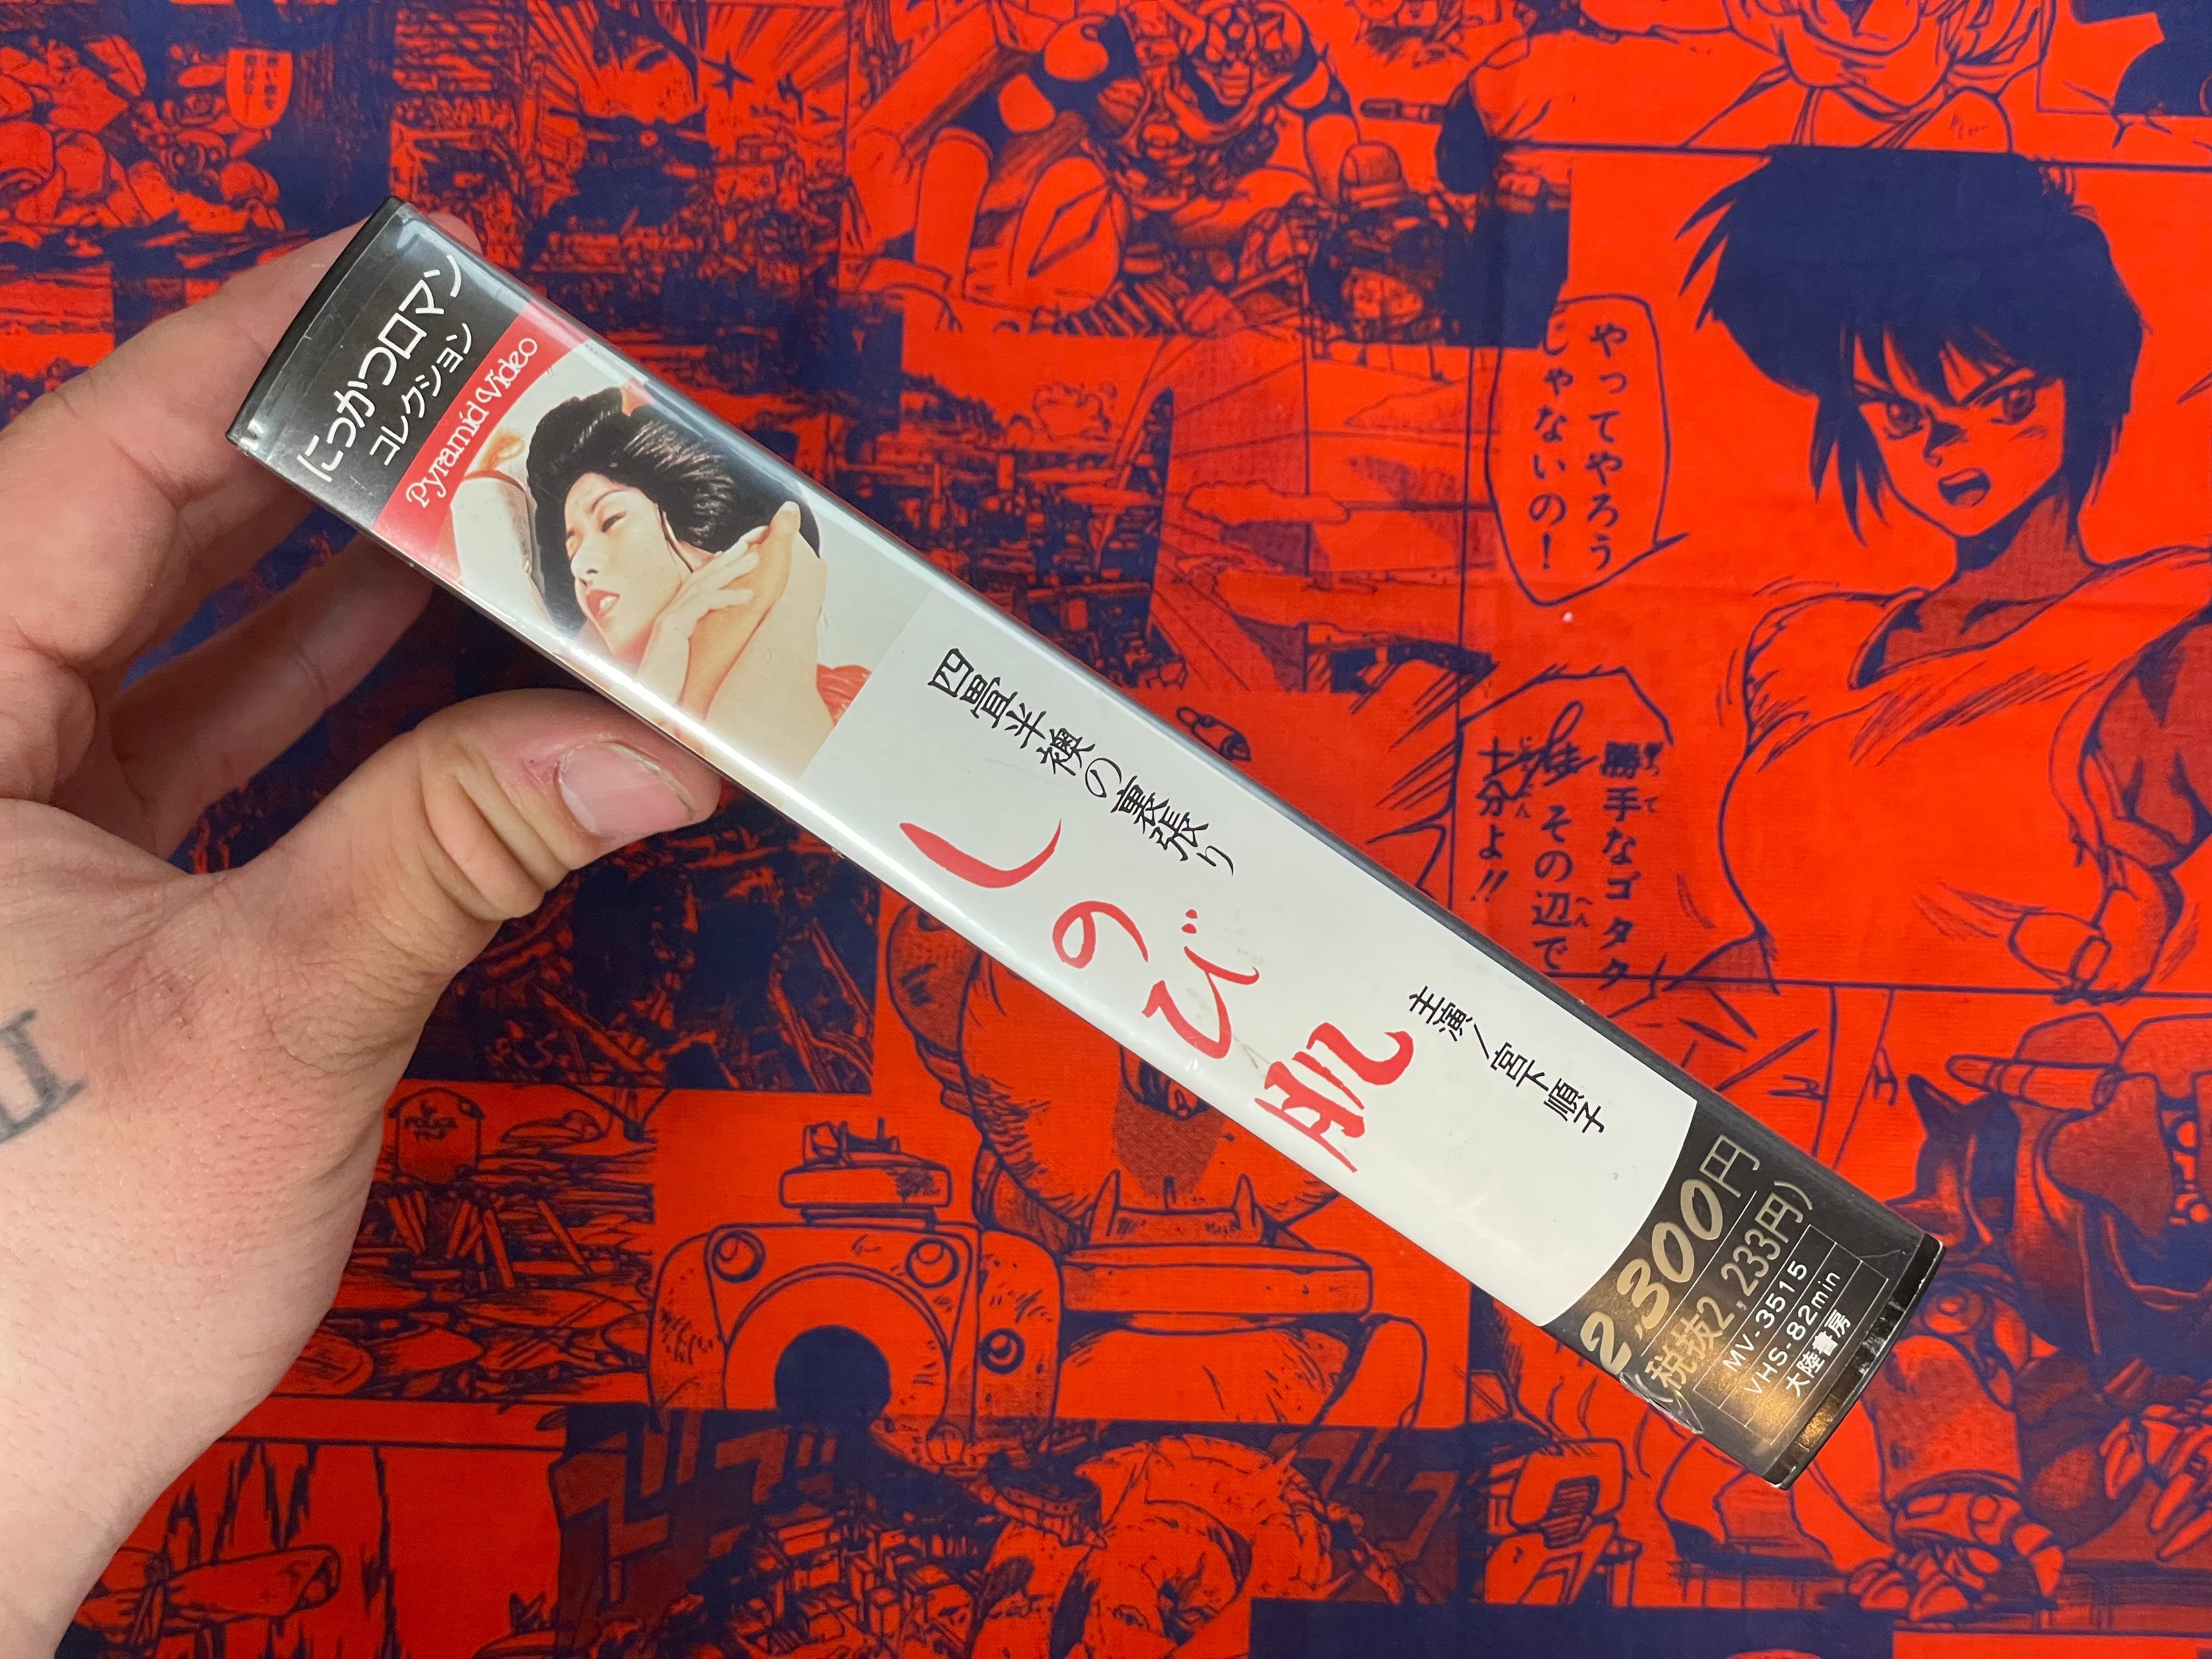 にっかつロマン
コレクション
Pyramid Video
四畳半襖の裏張り
しのび肌
主演/宮下順子
2,300円
(税抜2,233円)
MV-3515
VHS-82min
大陸書房
やってやろう
じゃないの!
勝手なゴタク
その辺で
十分よ!!